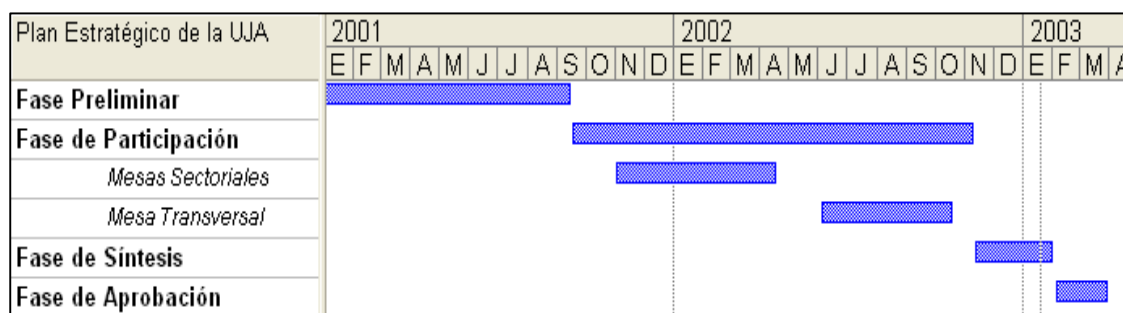 Plan Estratégico de la UJA 2001 2002 2003
E F M A M J J A S O N D E F M A M J J A S O N D E F M A
Fase Preliminar
Fase de Participación
Mesas Sectoriales
Mesa Transversal
Fase de Síntesis
Fase de Aprobación